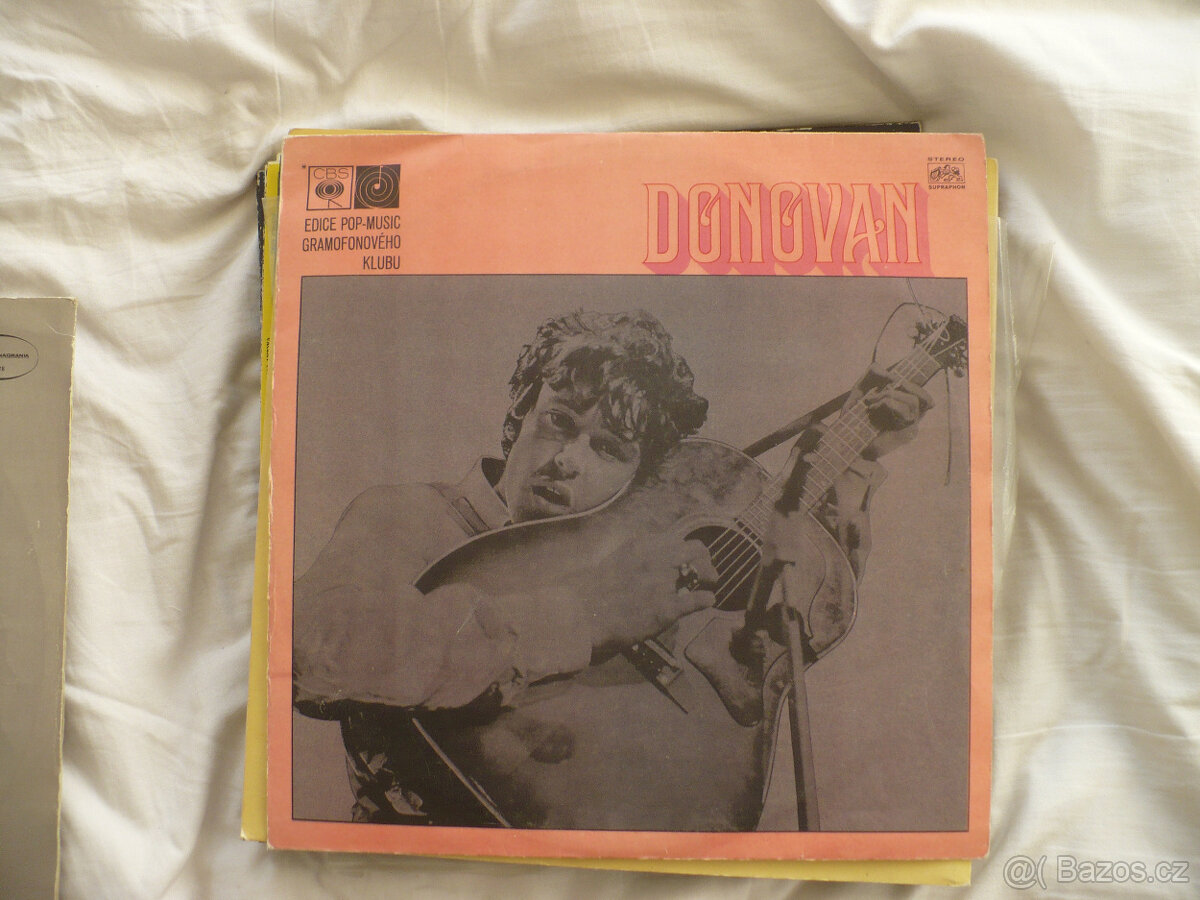 CBS
EDICE POP-MUSIC
GRAMOFONOVÉHO
KLUBU
DONOVAN
STEREO
SUPRAPHON
@( Bazos.cz